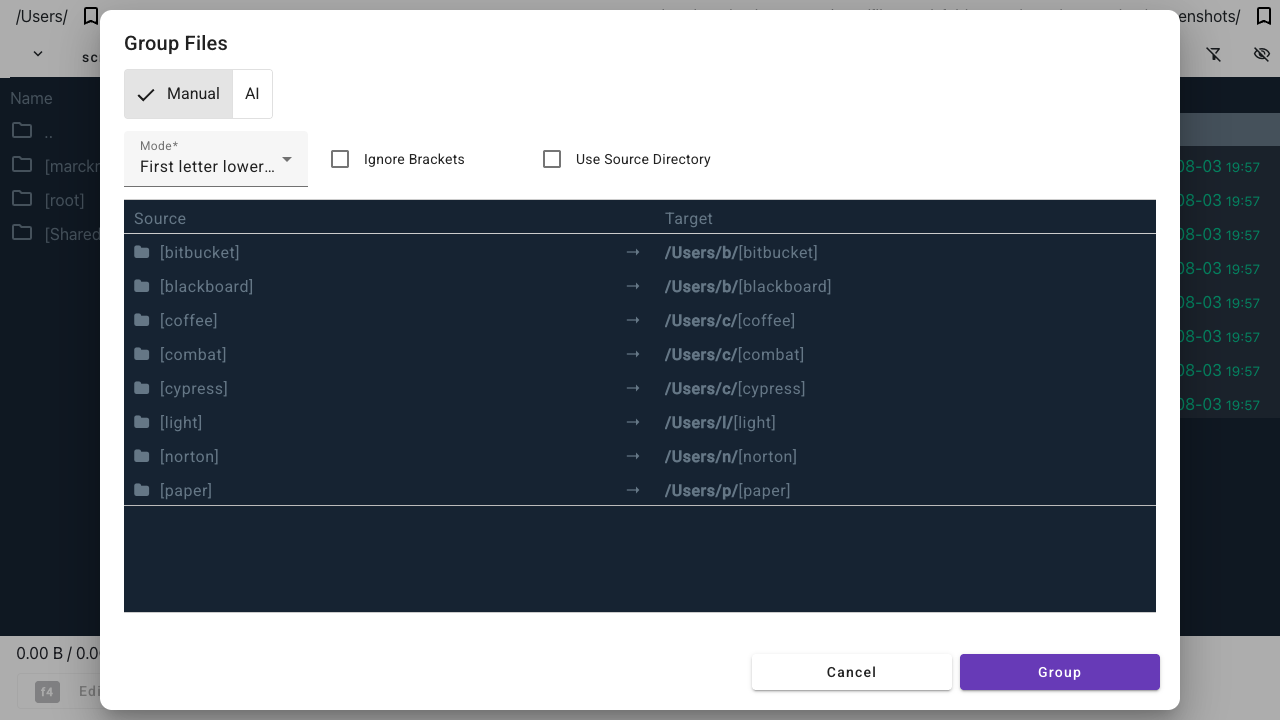 /Users/
enshots/
Group Files
Manual
AI
Mode*
First letter lower…
Ignore Brackets
Use Source Directory
Name
..
[root]
[Shared
Source
Target
[bitbucket] → /Users/b/[bitbucket]
[blackboard] → /Users/b/[blackboard]
[coffee] → /Users/c/[coffee]
[combat] → /Users/c/[combat]
[cypress] → /Users/c/[cypress]
[light] → /Users/l/[light]
[norton] → /Users/n/[norton]
[paper] → /Users/p/[paper]
08-03 19:57
08-03 19:57
08-03 19:57
08-03 19:57
08-03 19:57
08-03 19:57
08-03 19:57
08-03 19:57
0.00 B / 0.0
f4 Edi
Cancel
Group